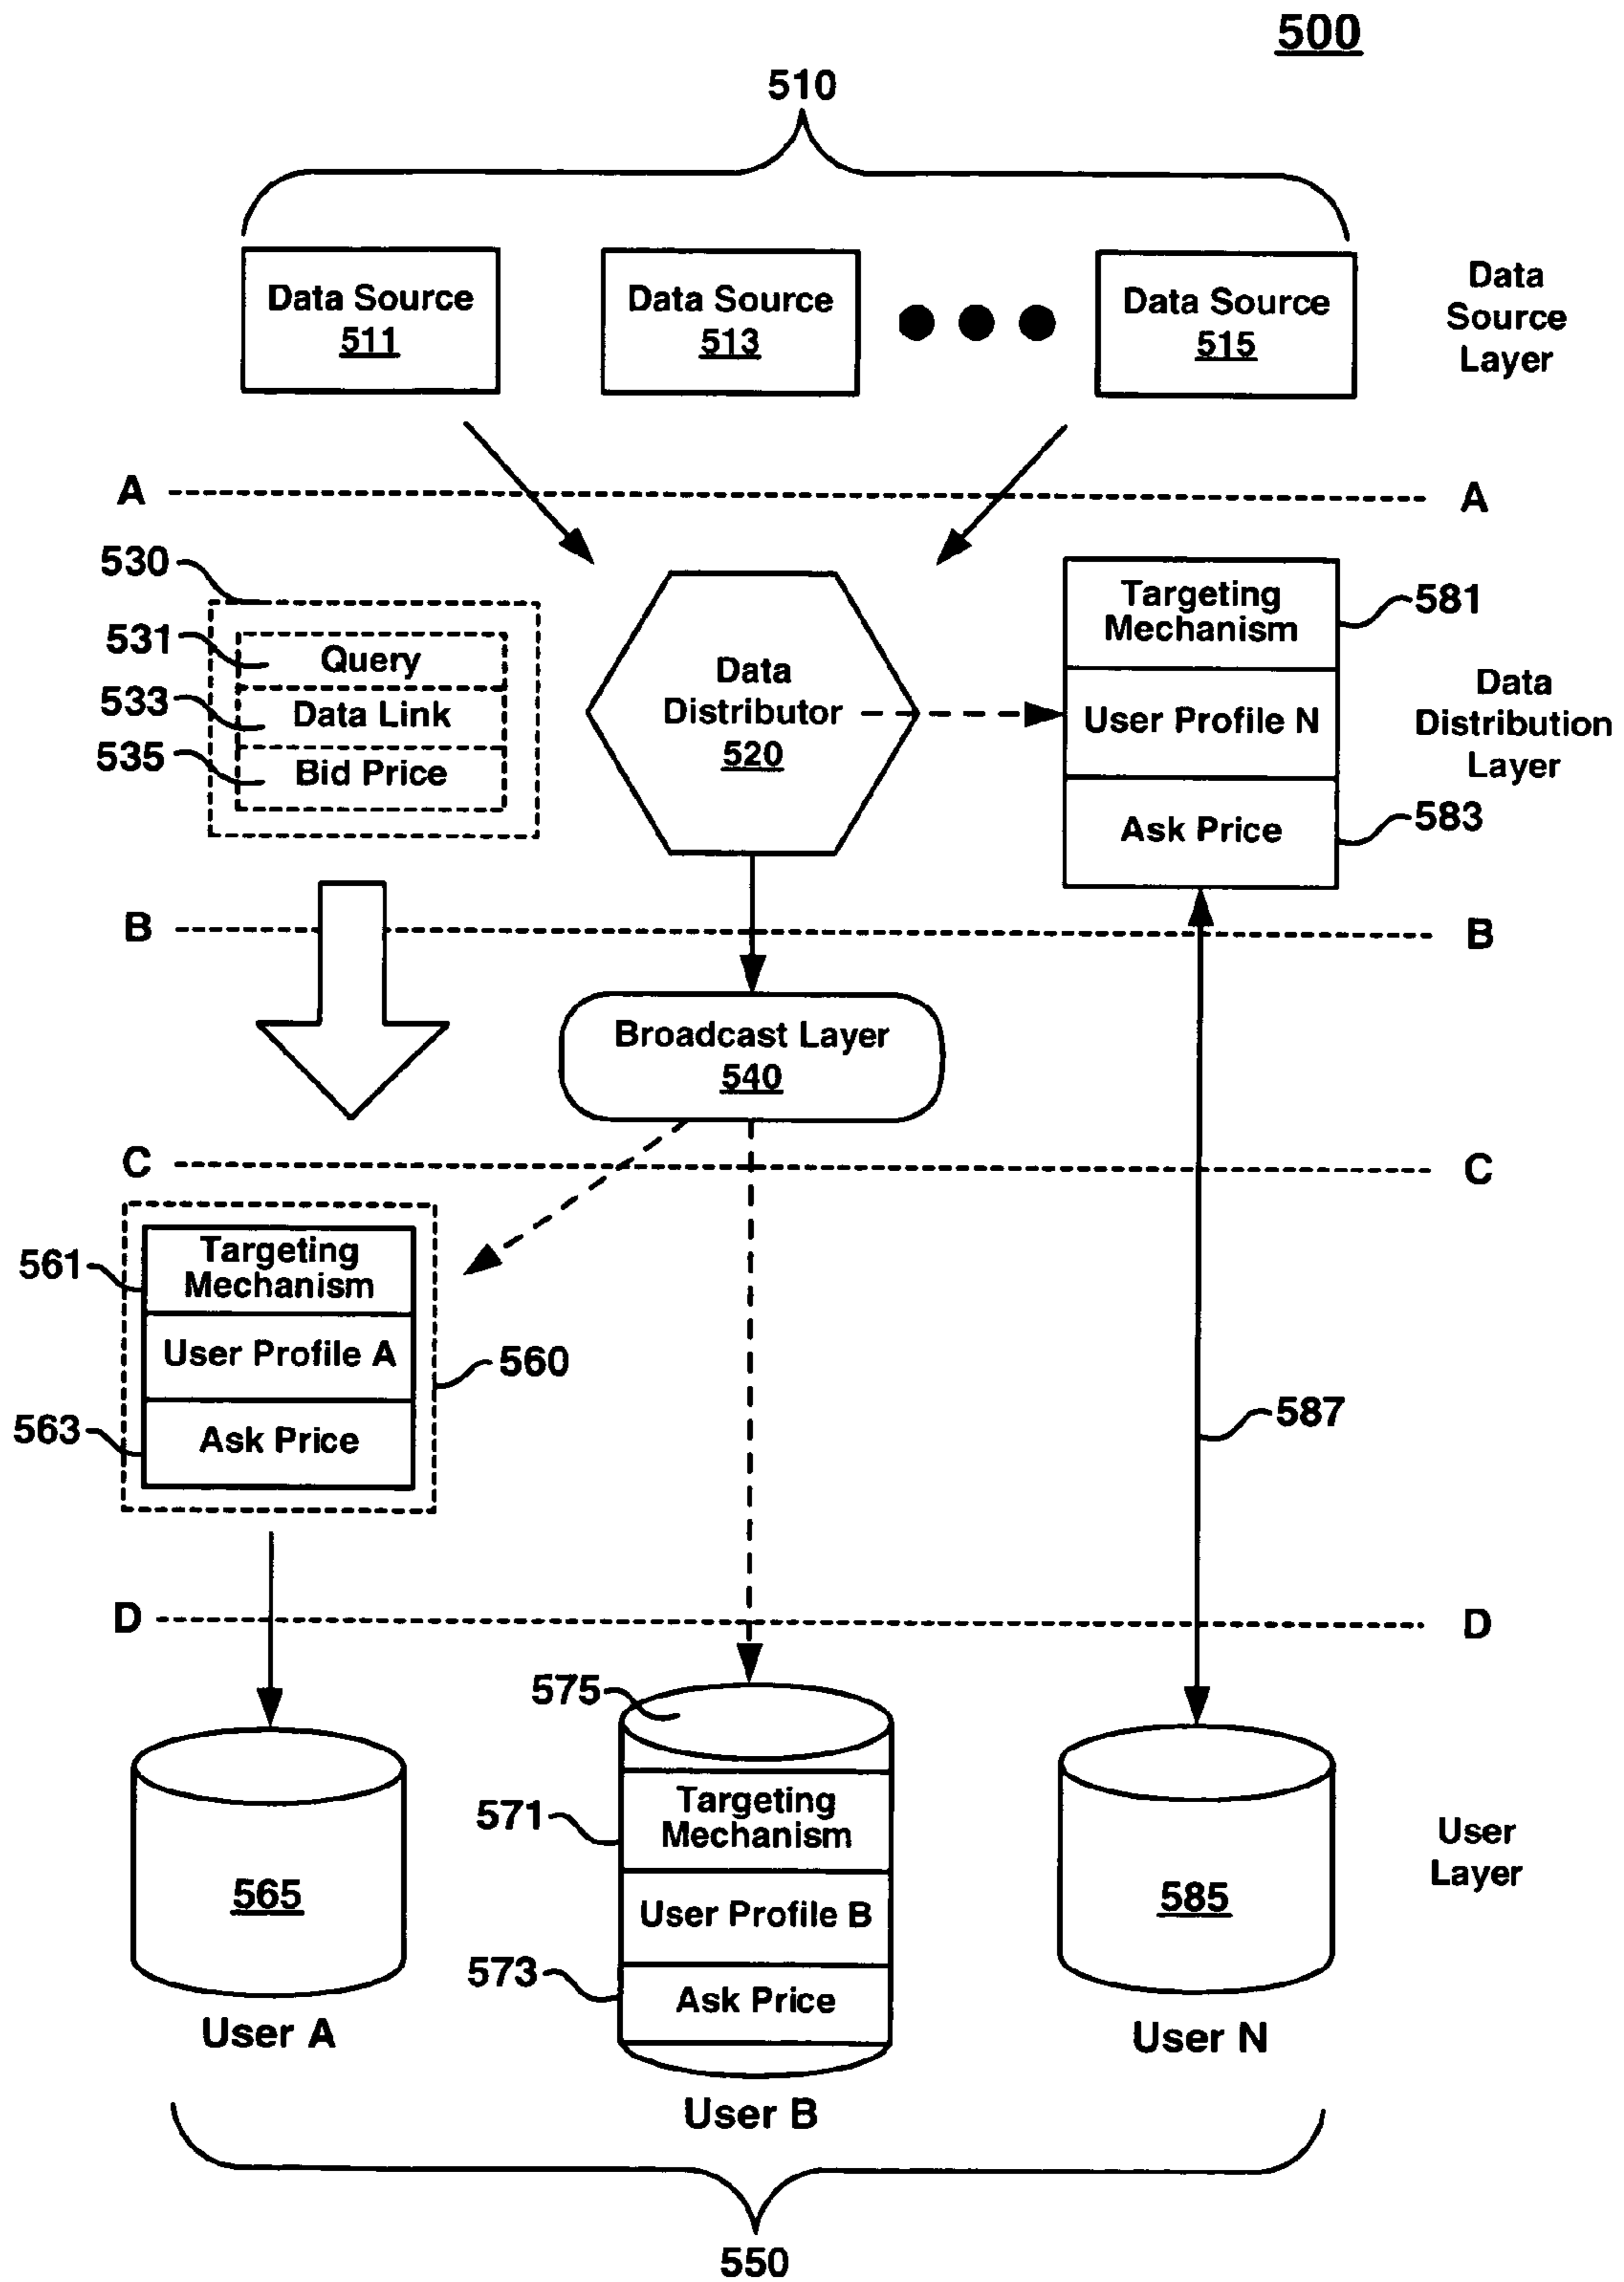 500
510
Data Source
511
Data Source
513
Data Source
515
Data
Source
Layer
A
A
530
531
Query
533
Data Link
535
Bid Price
Data
Distributor
520
Targeting
Mechanism
581
User Profile N
Ask Price
583
Data
Distribution
Layer
B
B
Broadcast Layer
540
C
C
561
Targeting
Mechanism
User Profile A
560
563
Ask Price
587
D
D
575
565
571
Targeting
Mechanism
User Profile B
573
Ask Price
585
User
Layer
User A
User B
User N
550